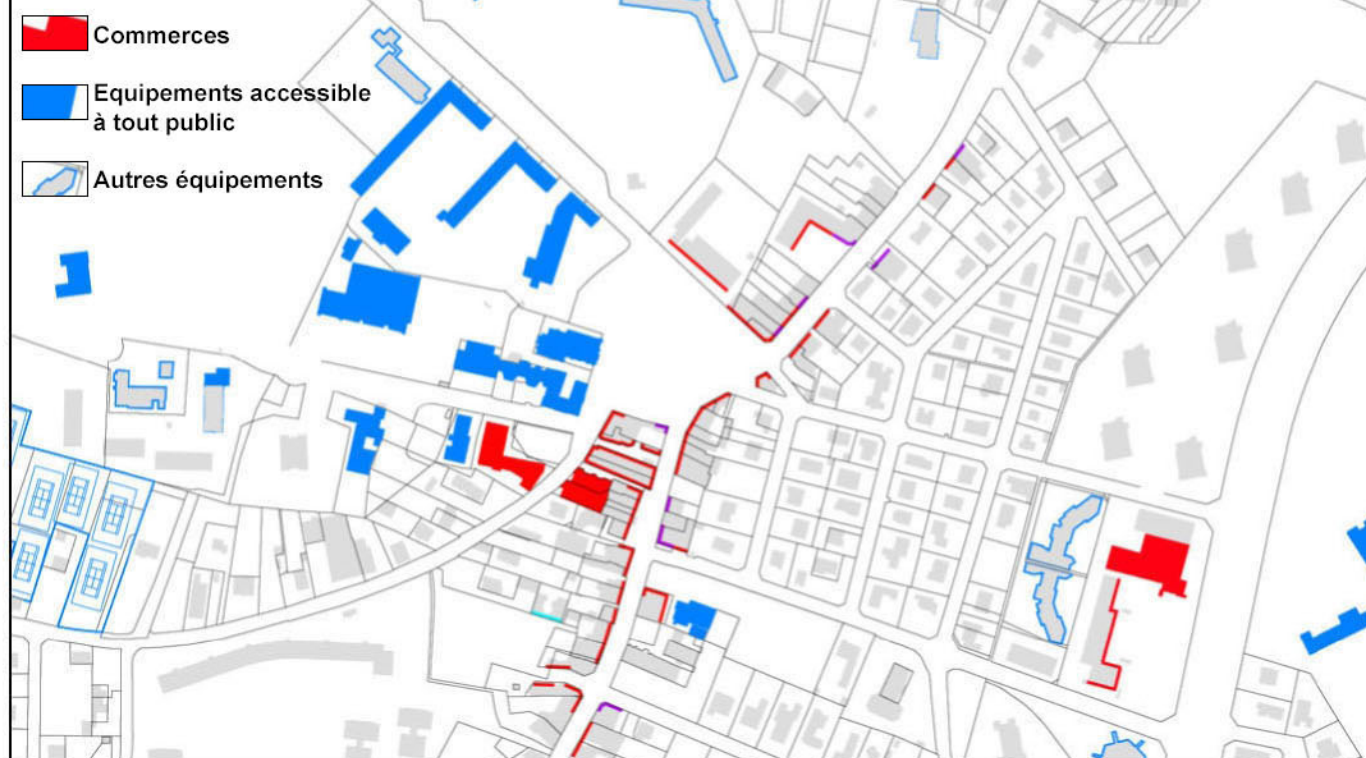 Commerces
Equipements accessible
à tout public
Autres équipements